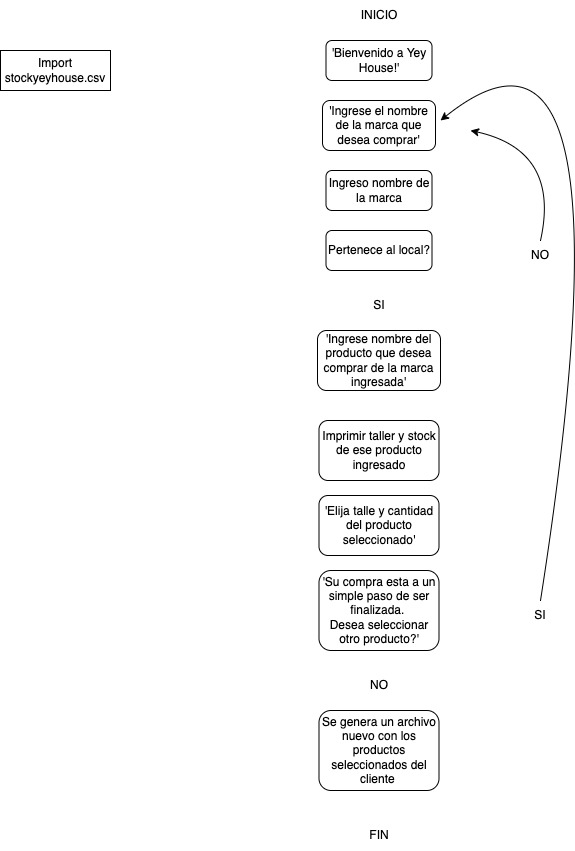 INICIO
Import
stockyeyhouse.csv
'Bienvenido a Yey
House!'
'Ingrese el nombre
de la marca que
desea comprar'
Ingreso nombre de
la marca
Pertenece al local?
NO
SI
'Ingrese nombre del
producto que desea
comprar de la marca
ingresada'
Imprimir taller y stock
de ese producto
ingresado
'Elija talle y cantidad
del producto
seleccionado'
'Su compra esta a un
simple paso de ser
finalizada.
Desea seleccionar
otro producto?'
SI
NO
Se genera un archivo
nuevo con los
productos
seleccionados del
cliente
FIN